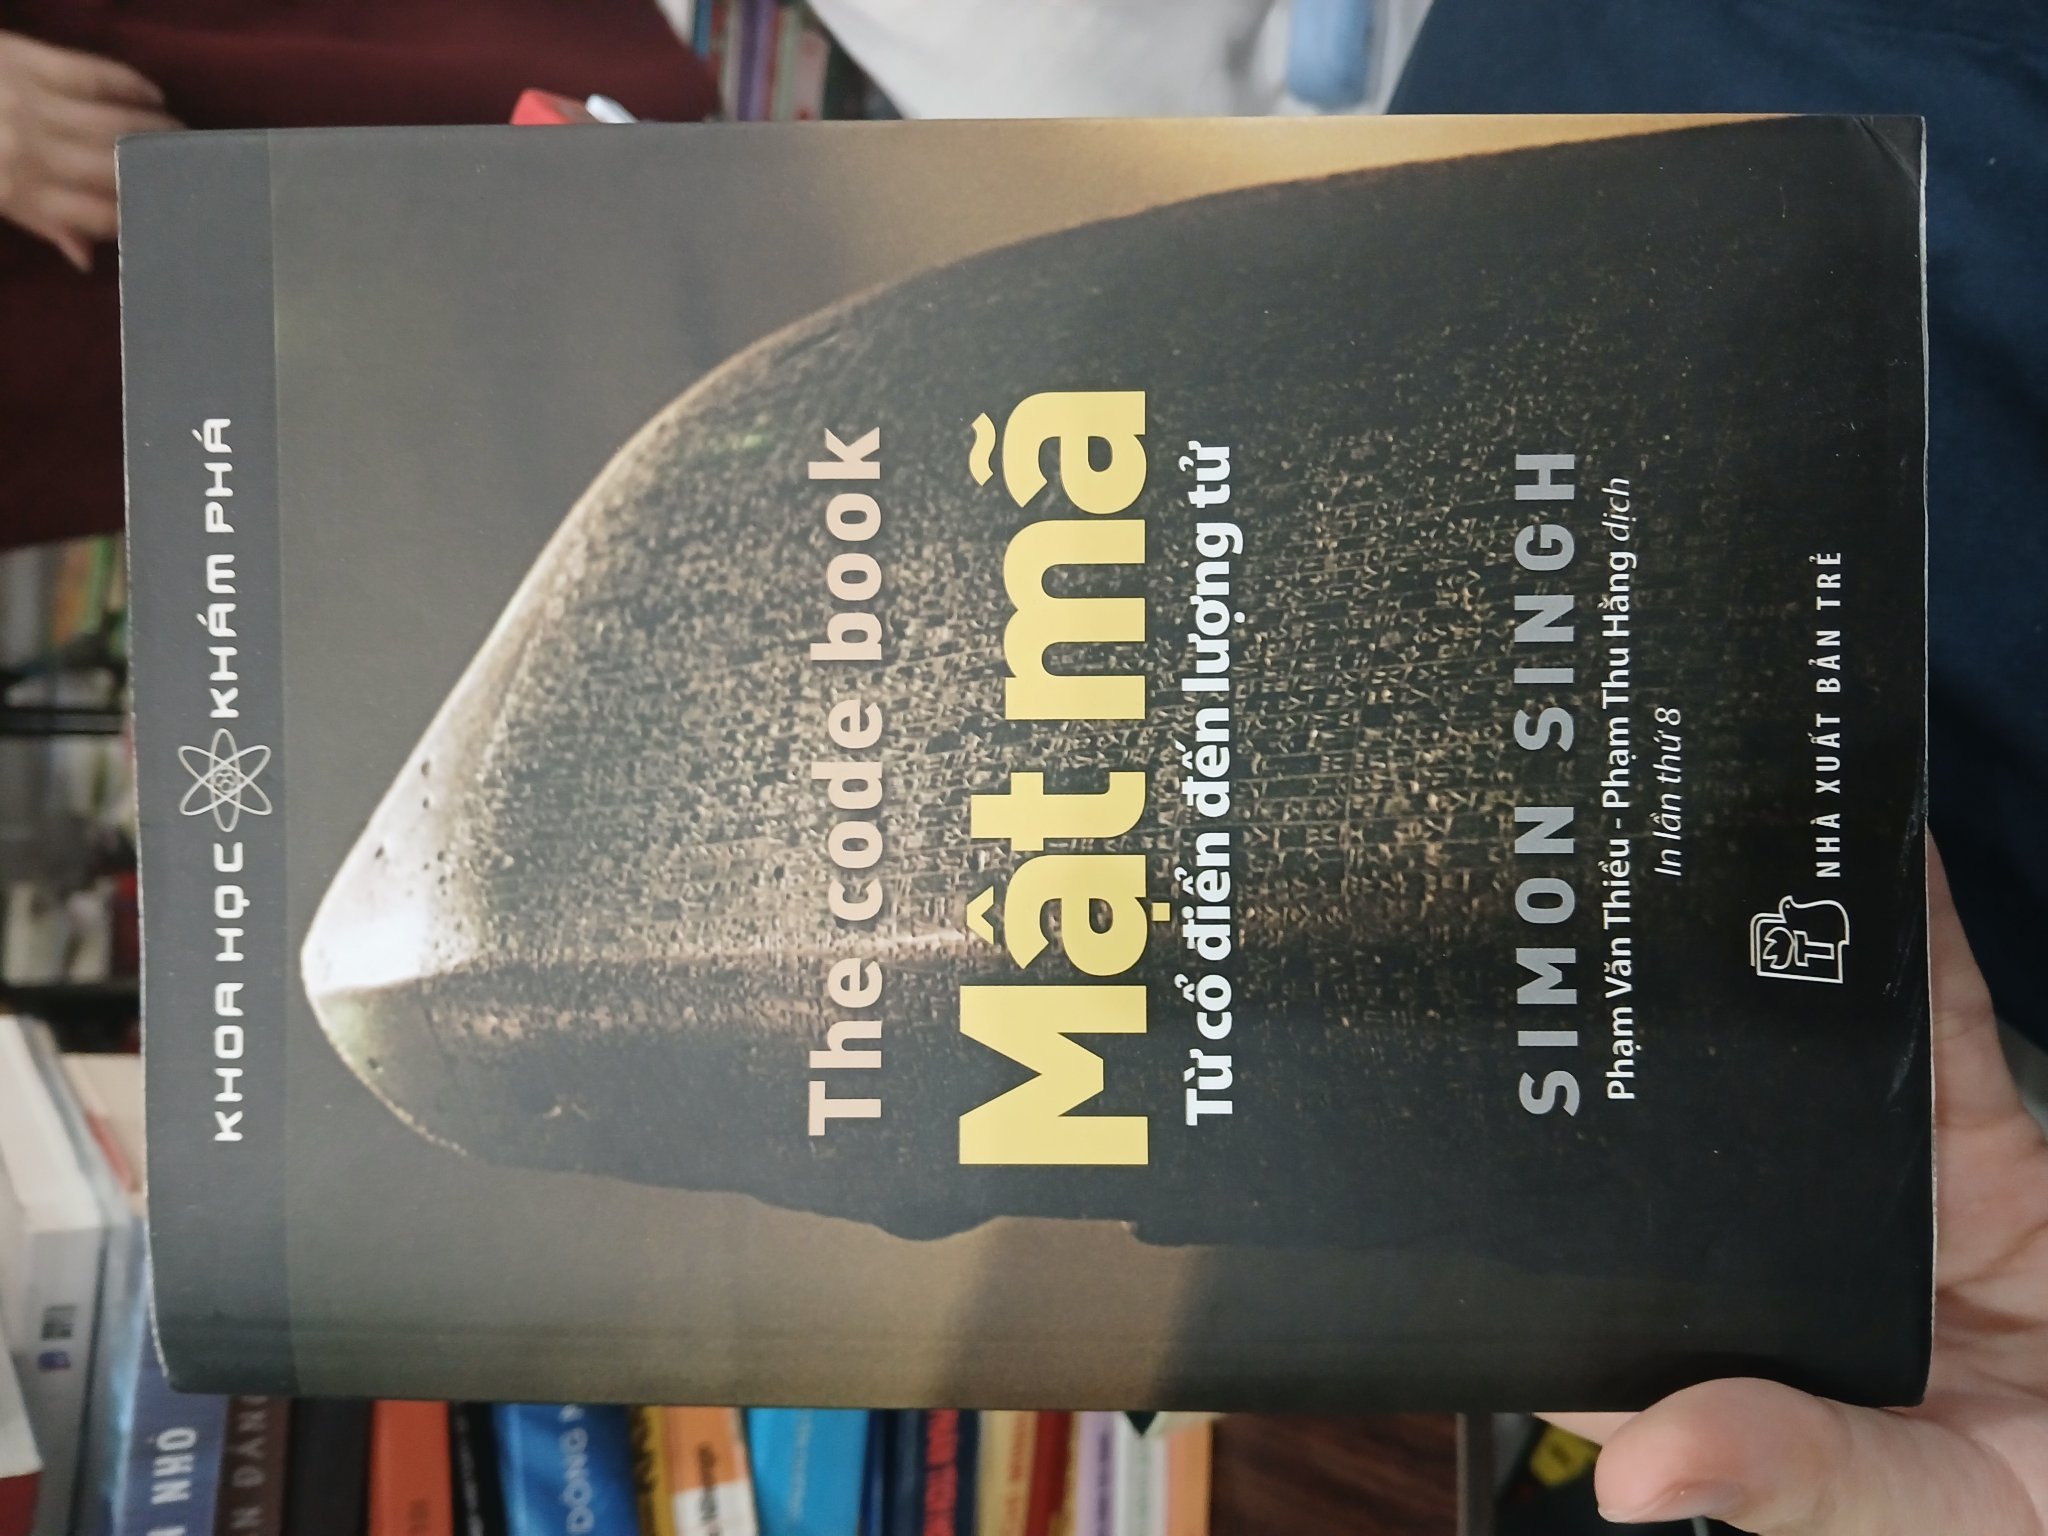 KHOA HỌC KHÁM PHÁ
The code book
Mật mã
Từ cổ điển đến lượng tử
SIMON SINGH
Phạm Văn Thiều - Phạm Thu Hằng dịch
In lần thứ 8
T
NHÀ XUẤT BẢN TRẺ
NHỎ